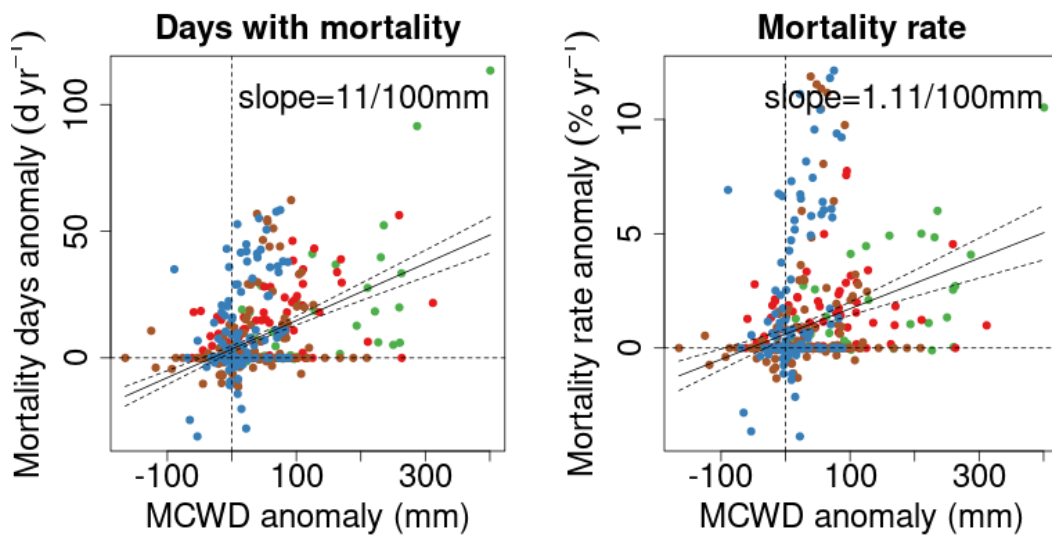 Days with mortality
Mortality days anomaly (d yr⁻¹)
100
50
0
slope=11/100mm
-100
100
300
MCWD anomaly (mm)
Mortality rate
Mortality rate anomaly (% yr⁻¹)
10
5
0
slope=1.11/100mm
-100
100
300
MCWD anomaly (mm)